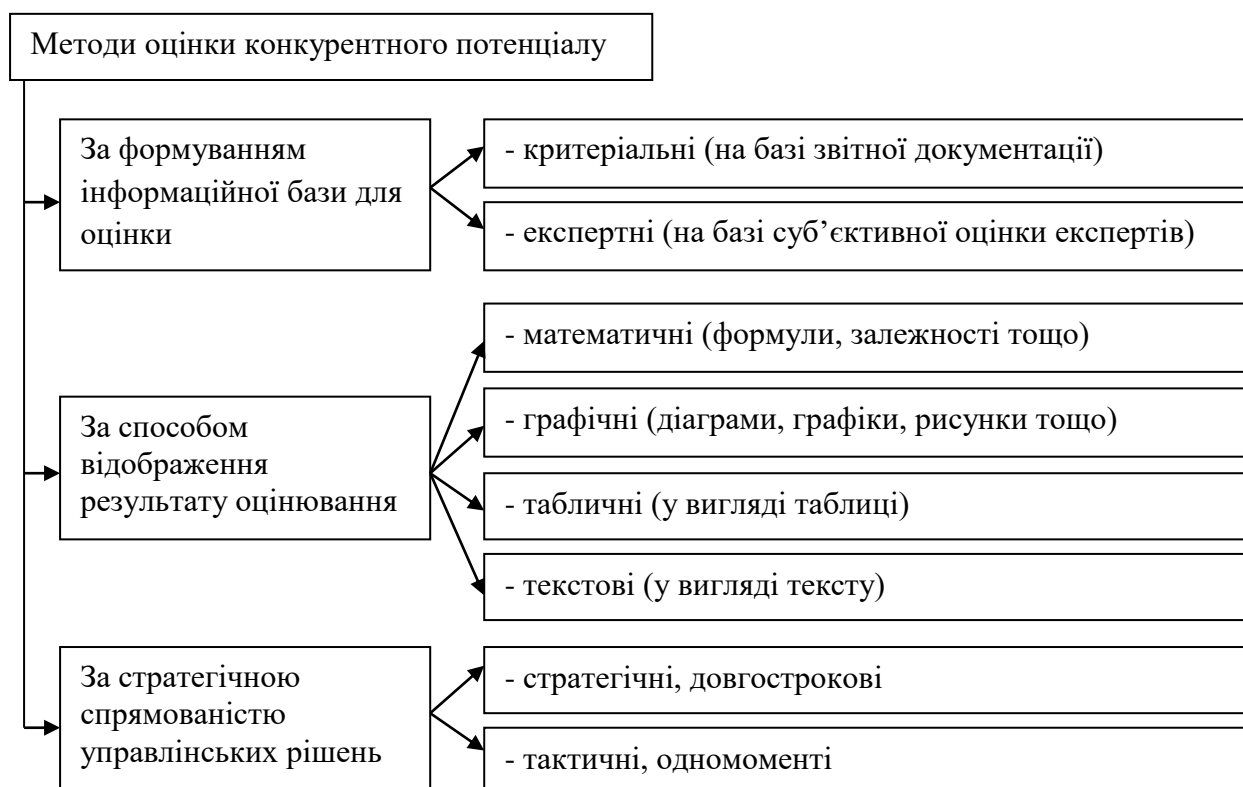 Методи оцінки конкурентного потенціалу
За формуванням
інформаційної бази для
оцінки
- критеріальні (на базі звітної документації)
- експертні (на базі суб’єктивної оцінки експертів)
За способом
відображення
результату оцінювання
- математичні (формули, залежності тощо)
- графічні (діаграми, графіки, рисунки тощо)
- табличні (у вигляді таблиці)
- текстові (у вигляді тексту)
За стратегічною
спрямованістю
управлінських рішень
- стратегічні, довгострокові
- тактичні, одномоменті